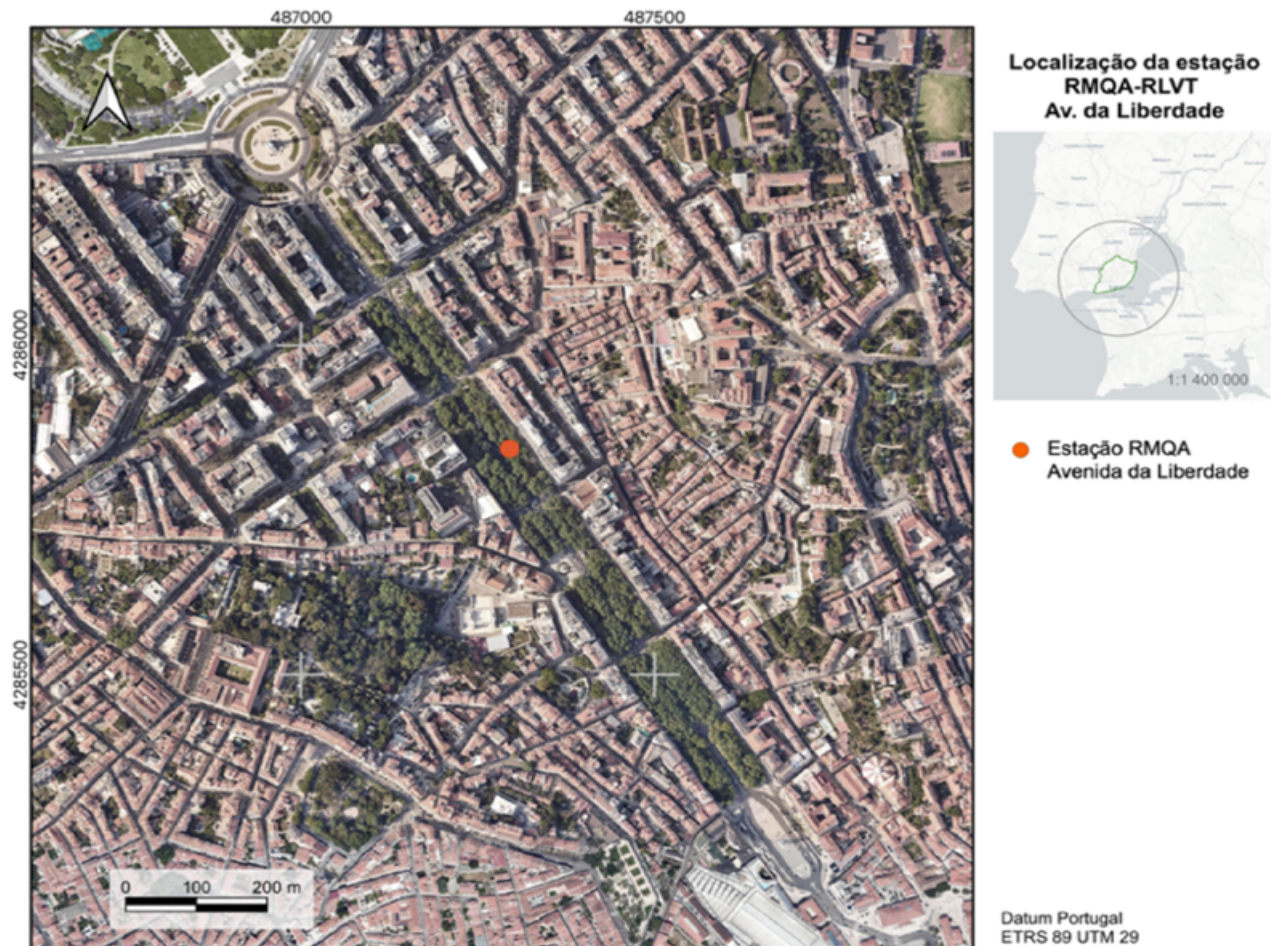 487000
487500
4286000
4285500
0 100 200 m
Localização da estação
RMQA-RLVT
Av. da Liberdade
1:1 400 000
Estação RMQA
Avenida da Liberdade
Datum Portugal
ETRS 89 UTM 29